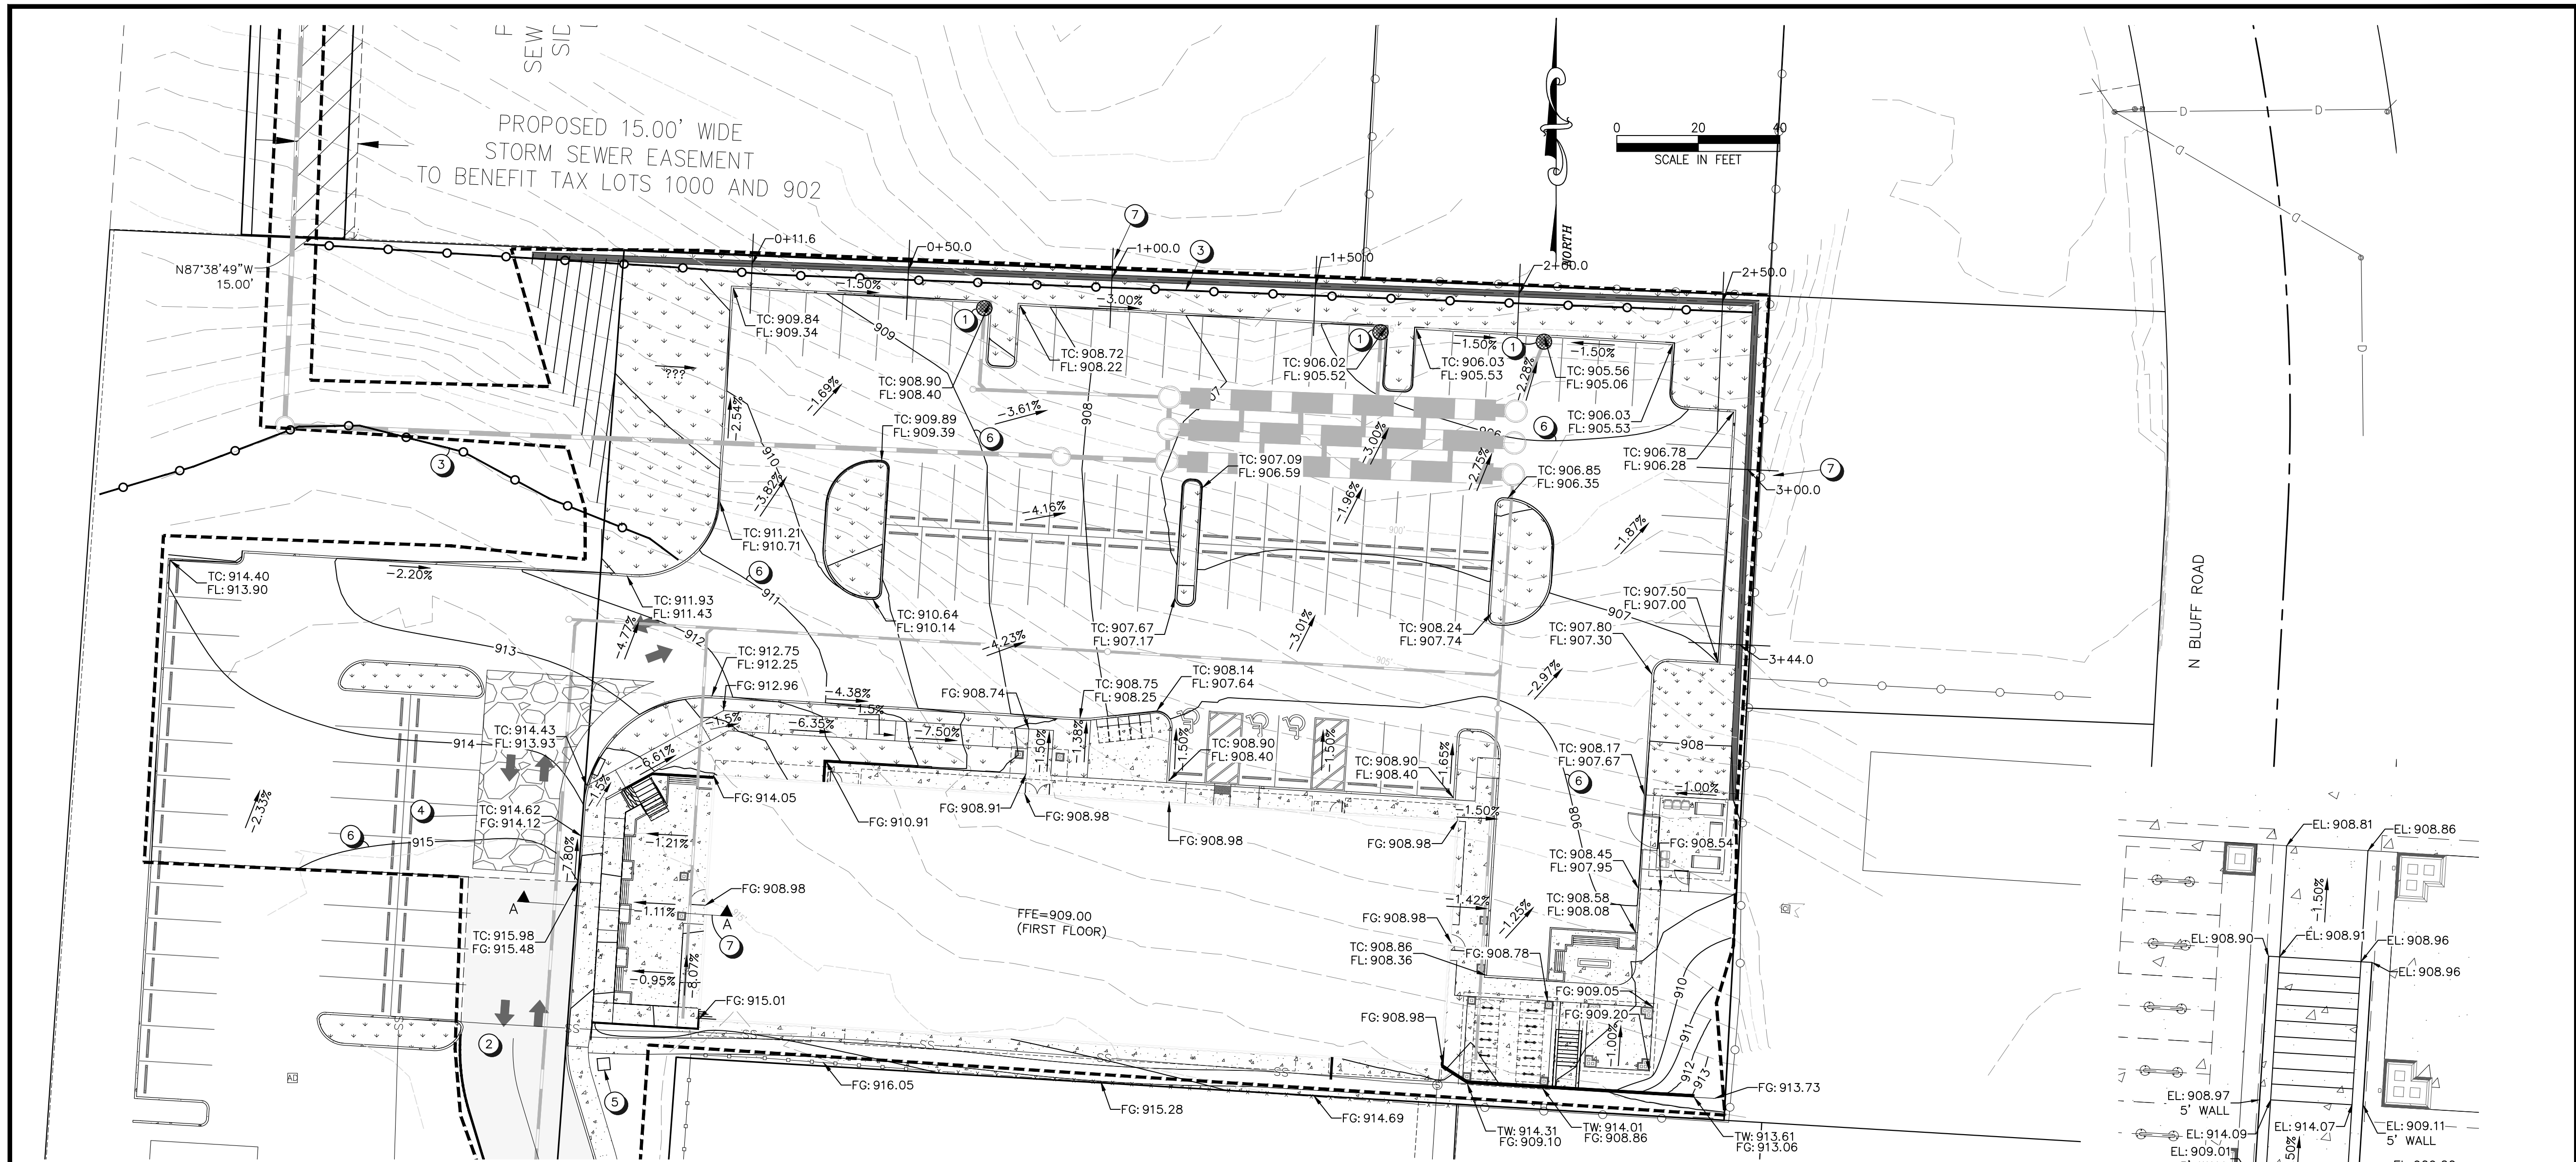 F
SEW
SID
PROPOSED 15.00' WIDE
STORM SEWER EASEMENT
TO BENEFIT TAX LOTS 1000 AND 902
0 20 40
SCALE IN FEET
NORTH
N BLUFF ROAD
D
D
D
D
D
N87°38'49"W
15.00'
0+11.6
0+50.0
7
1+00.0
3
1+50.0
2+00.0
2+50.0
-1.50%
-3.00%
909
1
1
1
TC: 909.84
FL: 909.34
TC: 908.72
FL: 908.22
TC: 906.02
FL: 905.52
-1.50%
TC: 906.03
FL: 905.53
-1.50%
TC: 905.56
FL: 905.06
-2.28%
???
-2.54%
-1.69%
TC: 908.90
FL: 908.40
-3.61%
908
TC: 909.89
FL: 909.39
6
906
6
TC: 906.03
FL: 905.53
3
910
-3.82%
TC: 907.09
FL: 906.59
-3.00%
-2.75%
TC: 906.85
FL: 906.35
TC: 906.78
FL: 906.28
7
3+00.0
-4.16%
-1.96%
900'
-1.87%
TC: 911.21
FL: 910.71
TC: 914.40
FL: 913.90
-2.20%
6
911
TC: 911.93
FL: 911.43
TC: 910.64
FL: 910.14
TC: 907.67
FL: 907.17
-3.01%
TC: 908.24
FL: 907.74
TC: 907.50
FL: 907.00
907
TC: 907.80
FL: 907.30
3+44.0
-4.77%
912
913
-4.23%
905'
-2.97%
TC: 912.75
FL: 912.25
FG: 912.96
-4.38%
-1.5%
-1.5%
-6.35%
-7.50%
FG: 908.74
TC: 908.75
FL: 908.25
TC: 908.14
FL: 907.64
-1.50%
-1.38%
-1.50%
TC: 908.90
FL: 908.40
-1.50%
TC: 908.90
FL: 908.40
-1.65%
-1.50%
TC: 914.43
FL: 913.93
914
-6.61%
-1.5%
TC: 908.17
FL: 907.67
908
6
908
-1.00%
-2.33%
4
TC: 914.62
FG: 914.12
6
915
-7.80%
-1.21%
FG: 914.05
FG: 910.91
FG: 908.91
FG: 908.98
FG: 908.98
FG: 908.98
TC: 908.45
FL: 907.95
FG: 908.54
A
A
7
-1.11%
FG: 908.98
TC: 915.98
FG: 915.48
-0.95%
-8.07%
FG: 915.01
FFE=909.00
(FIRST FLOOR)
-1.42%
-1.25%
FG: 908.98
TC: 908.58
FL: 908.08
TC: 908.86
FL: 908.36
FG: 908.78
FG: 909.05
FG: 909.20
-1.00%
FG: 908.98
910
911
912
913
2
SS
SS
SS
SS
SS
SS
AD
5
FG: 916.05
FG: 915.28
FG: 914.69
TW: 914.31
FG: 909.10
TW: 914.01
FG: 908.86
TW: 913.61
FG: 913.06
FG: 913.73
EL: 908.81
EL: 908.86
-1.50%
EL: 908.90
EL: 908.91
EL: 908.96
EL: 908.96
EL: 908.97
5' WALL
EL: 914.09
EL: 914.07
EL: 909.11
5' WALL
EL: 909.01
50%